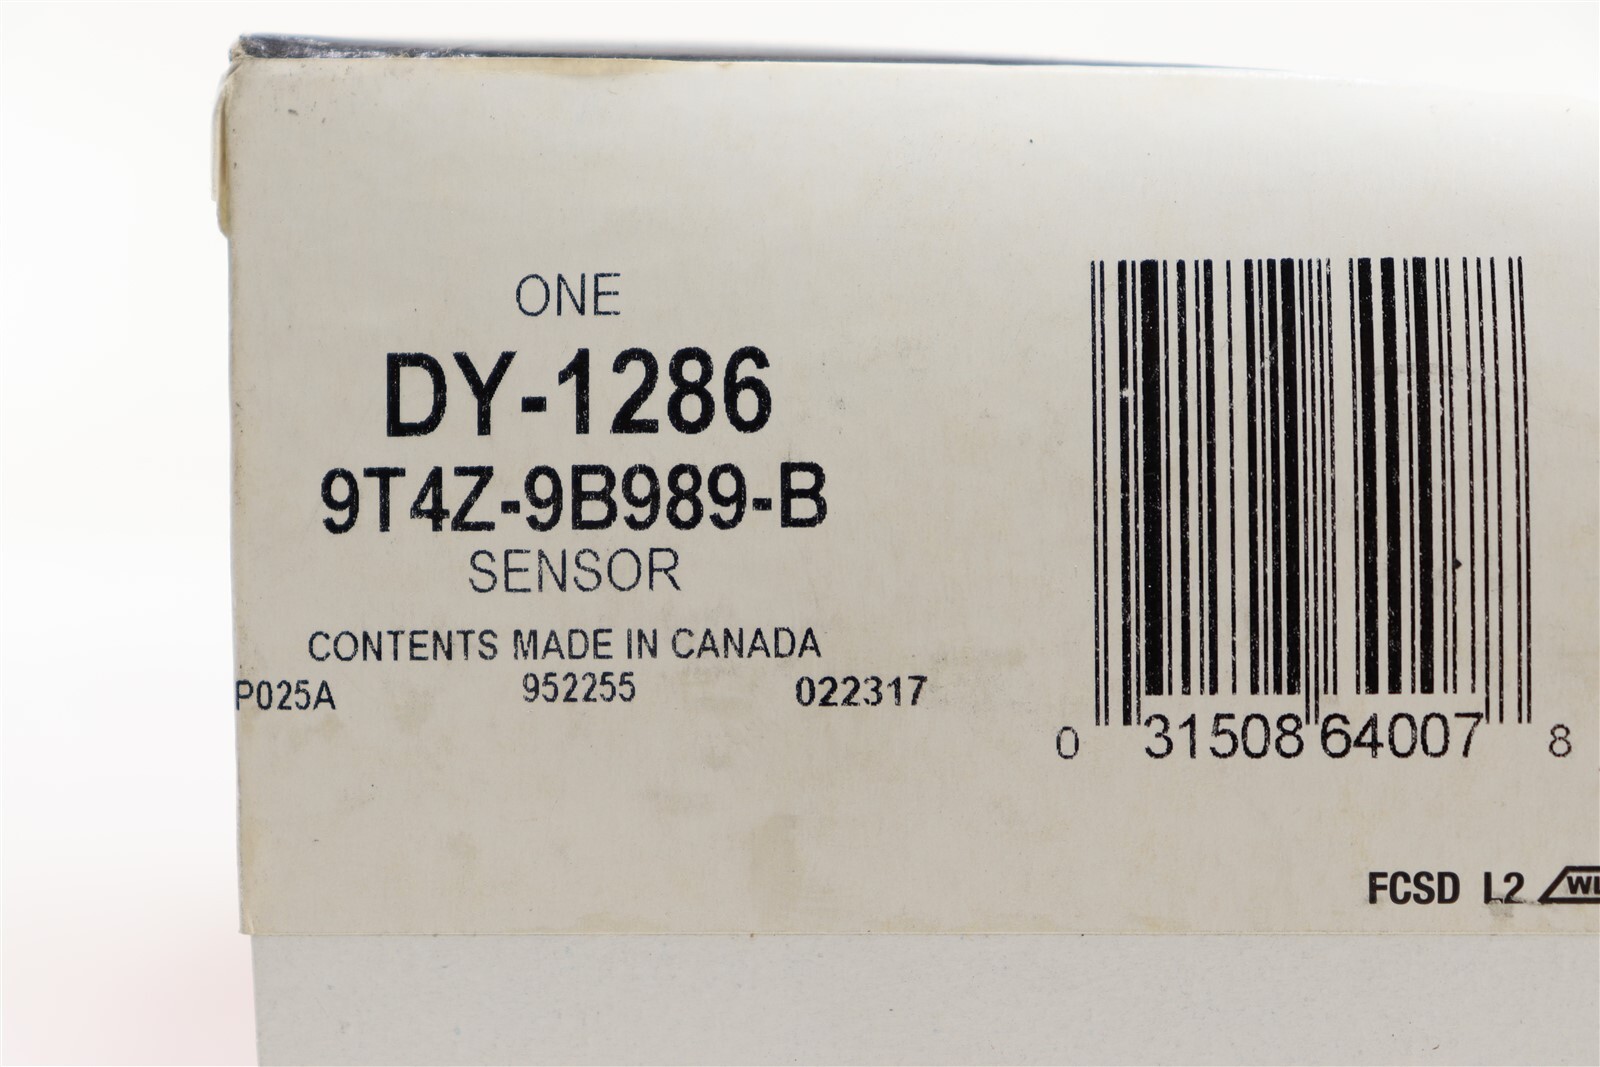 ONE
DY-1286
9T4Z-9B989-B
SENSOR
CONTENTS MADE IN CANADA
P025A 952255 022317
0 31508 64007 8
FCSD L2